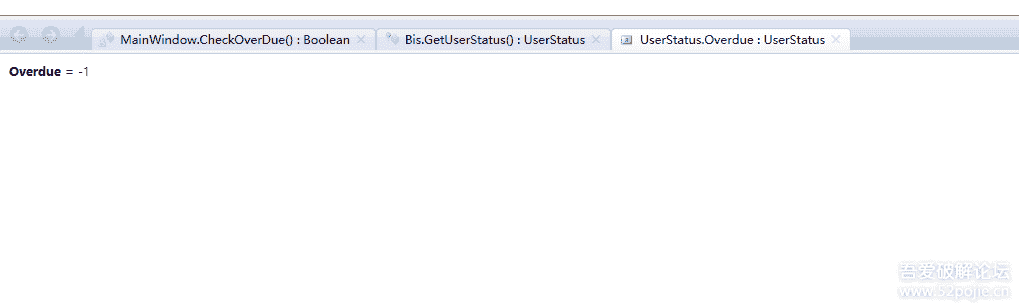 MainWindow.CheckOverDue() : Boolean
Bis.GetUserStatus() : UserStatus
UserStatus.Overdue : UserStatus
Overdue = -1
吾爱破解论坛
www.52pojie.cn